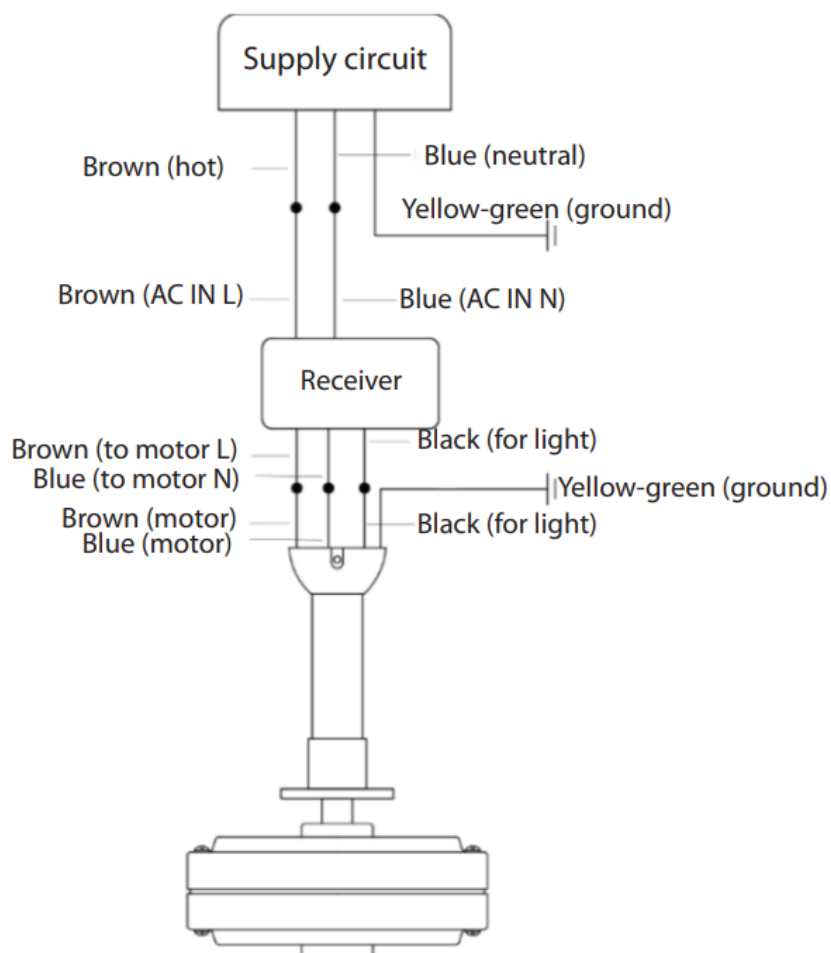 Supply circuit
Brown (hot)
Blue (neutral)
Yellow-green (ground)
Brown (AC IN L)
Blue (AC IN N)
Receiver
Brown (to motor L)
Black (for light)
Blue (to motor N)
Yellow-green (ground)
Brown (motor)
Black (for light)
Blue (motor)